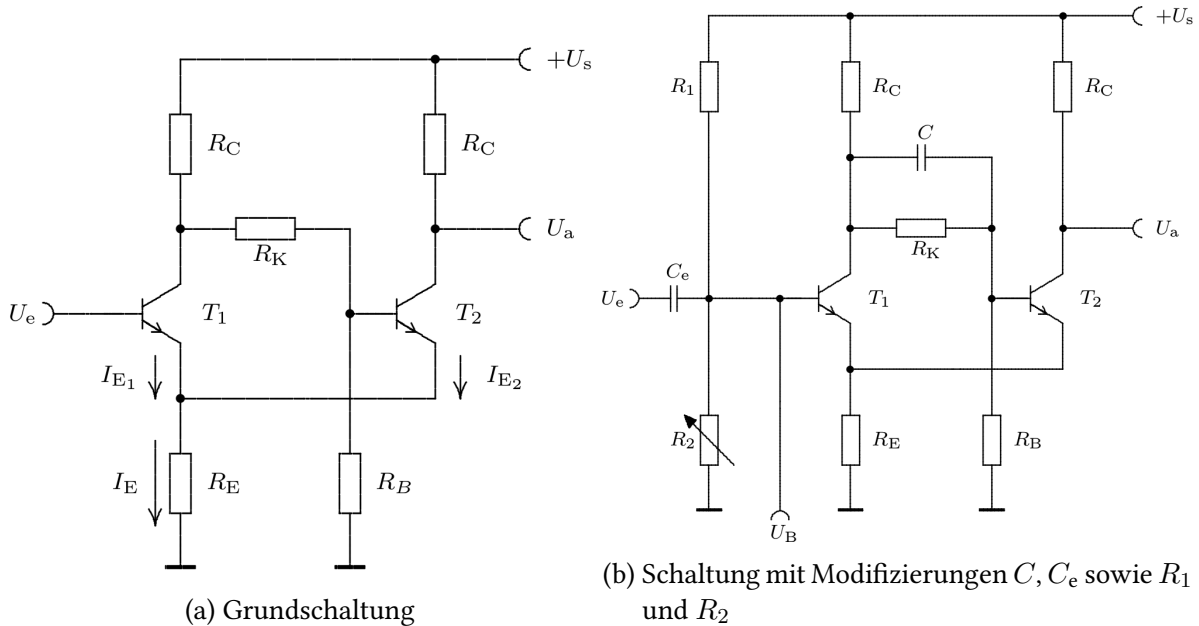 +U_s
R_C
R_C
U_a
R_K
U_e
T_1
T_2
I_E1
I_E2
I_E
R_E
R_B
(a) Grundschaltung
+U_s
R_1
R_C
R_C
C
R_K
U_a
C_e
U_e
T_1
T_2
R_2
R_E
R_B
U_B
(b) Schaltung mit Modifizierungen C, C_e sowie R_1
und R_2